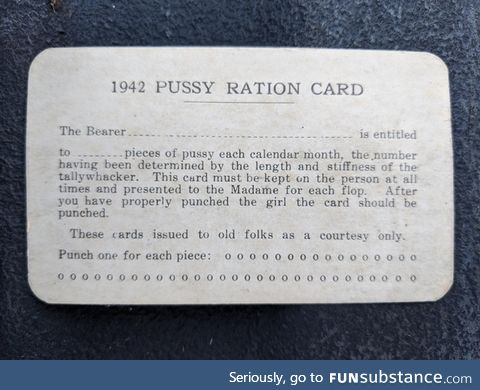 1942 PUSSY RATION CARD
The Bearer is entitled
to pieces of pussy each calendar month, the number
having been determined by the length and stiffness of the
tallywhacker. This card must be kept on the person at all
times and presented to the Madame for each flop. After
you have properly punched the girl the card should be
punched.
These cards issued to old folks as a courtesy only.
Punch one for each piece: o o o o o o o o o o o o o o o o
o o o o o o o o o o o o o o o o o o o o o o o o o o o o o o
Seriously, go to FUNsubstance.com